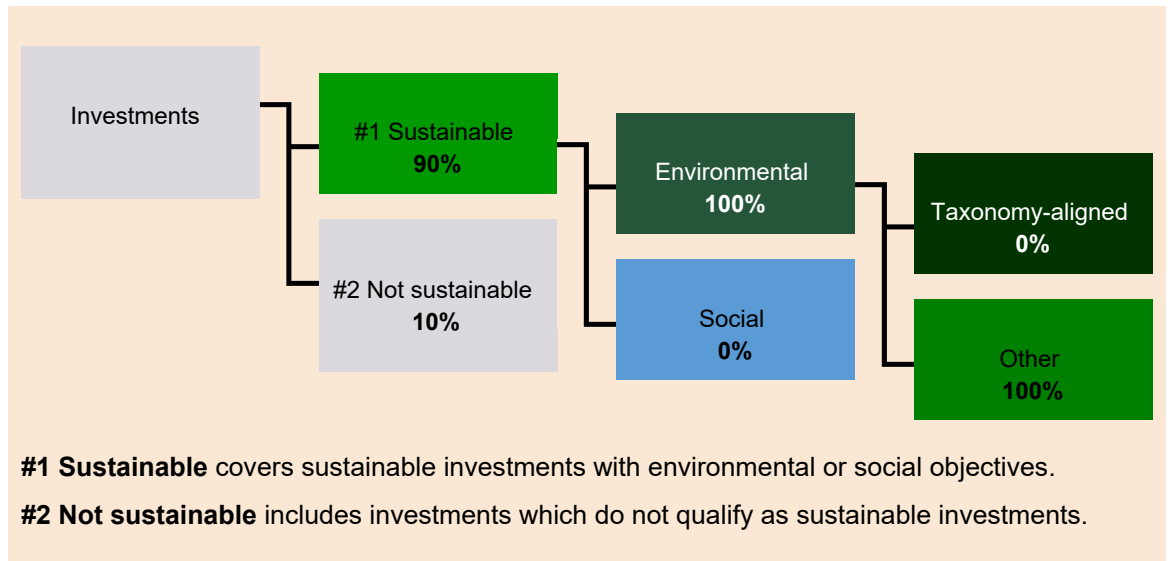 Investments
#1 Sustainable
90%
#2 Not sustainable
10%
Environmental
100%
Social
0%
Taxonomy-aligned
0%
Other
100%
#1 Sustainable covers sustainable investments with environmental or social objectives.
#2 Not sustainable includes investments which do not qualify as sustainable investments.